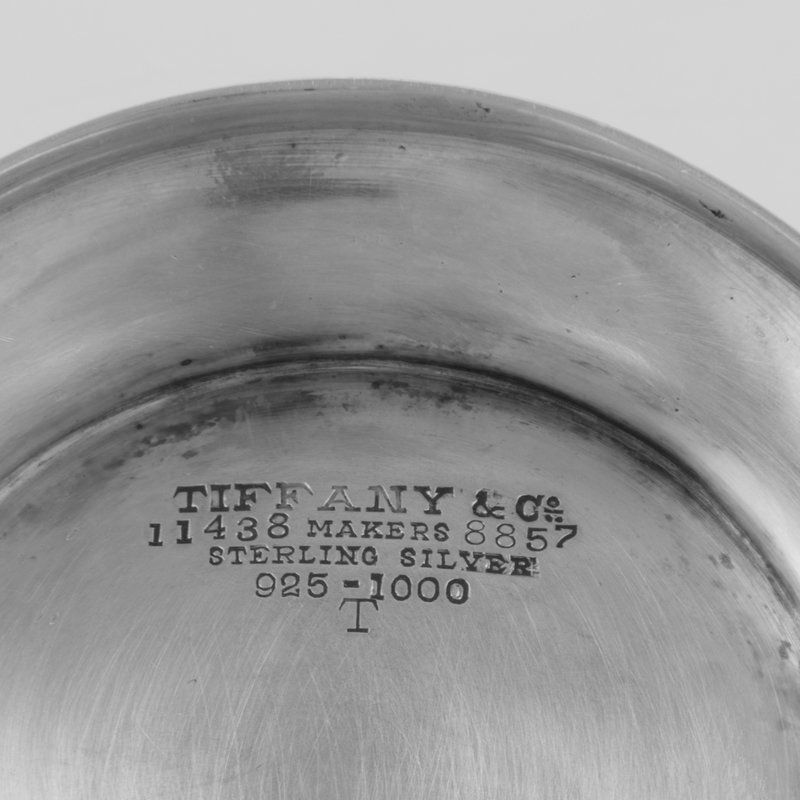 TIFFANY & Co
11438 MAKERS 8857
STERLING SILVER
925-1000
T